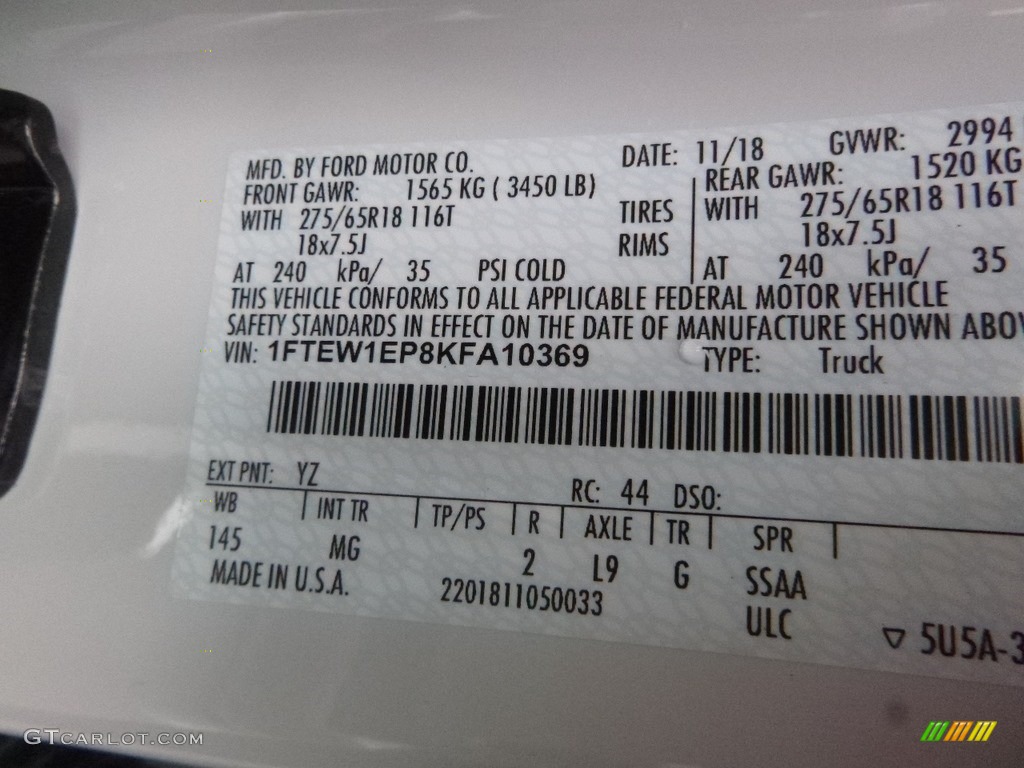 MFD. BY FORD MOTOR CO. DATE: 11/18 GVWR: 2994
FRONT GAWR: 1565 KG ( 3450 LB) REAR GAWR: 1520 KG
WITH 275/65R18 116T TIRES WITH 275/65R18 116T
18x7.5J RIMS 18x7.5J
AT 240 kPa/ 35 PSI COLD AT 240 kPa/ 35
THIS VEHICLE CONFORMS TO ALL APPLICABLE FEDERAL MOTOR VEHICLE
SAFETY STANDARDS IN EFFECT ON THE DATE OF MANUFACTURE SHOWN ABO
VIN: 1FTEW1EP8KFA10369 TYPE: Truck
EXT PNT: YZ RC: 44 DSO:
WB INT TR TP/PS R AXLE TR SPR
145 MG 2 L9 G SSAA
MADE IN U.S.A. 2201811050033 ULC
▽ 5U5A-3
GTCARLOT.COM